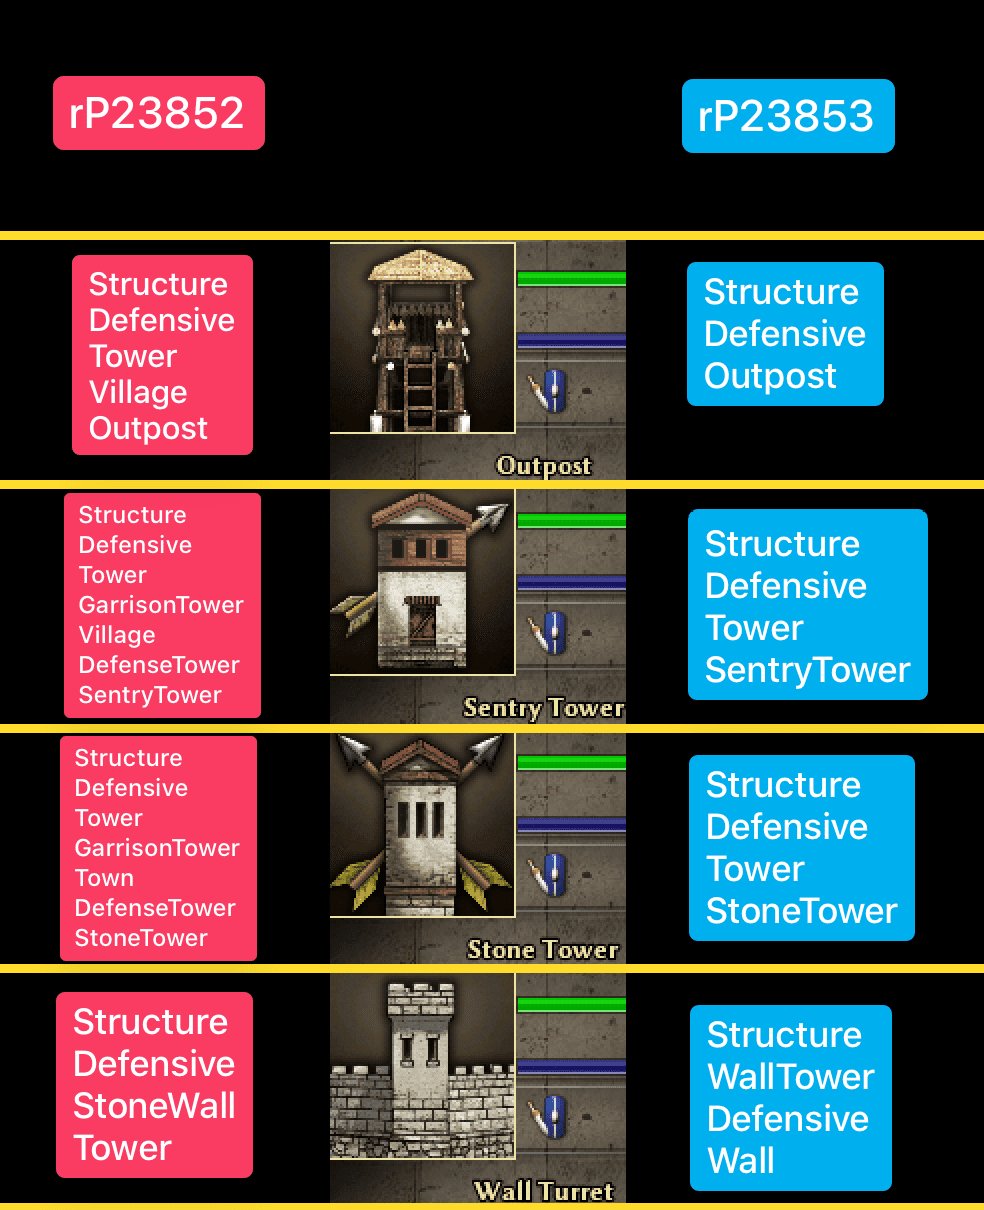 rP23852
rP23853
Structure
Defensive
Tower
Village
Outpost
Outpost
Structure
Defensive
Outpost
Structure
Defensive
Tower
GarrisonTower
Village
DefenseTower
SentryTower
Sentry Tower
Structure
Defensive
Tower
SentryTower
Structure
Defensive
Tower
GarrisonTower
Town
DefenseTower
StoneTower
Stone Tower
Structure
Defensive
Tower
StoneTower
Structure
Defensive
StoneWall
Tower
Wall Turret
Structure
WallTower
Defensive
Wall